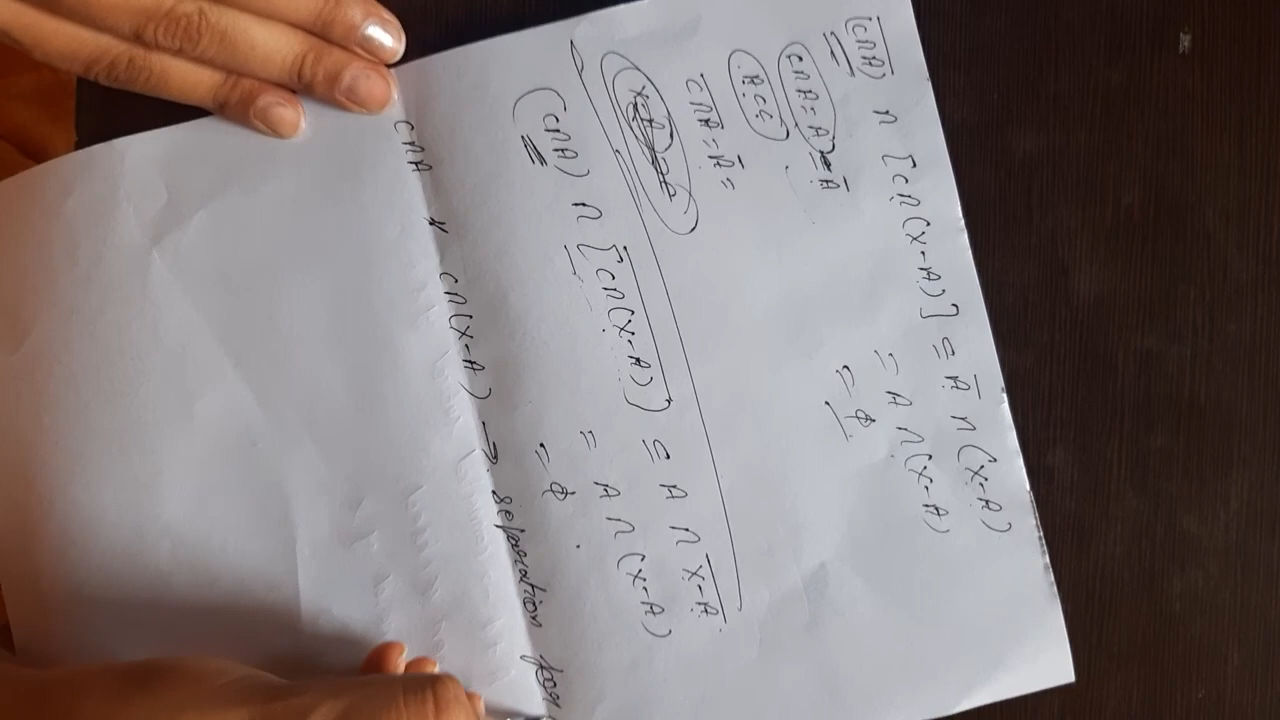 (C∩A)̅ ∩ [C∩(X-A)] ⊆ A̅ ∩ (X-A)
C∩A = A = A̅
= A ∩ (X-A)
A⊂C
= φ
C∩A̅ = A̅ =
(C∩A) ∩ [C∩(X-A)]̅ ⊆ A ∩ X-A̅
= A ∩ (X-A)
= φ
C∩A & C∩(X-A) → separation for